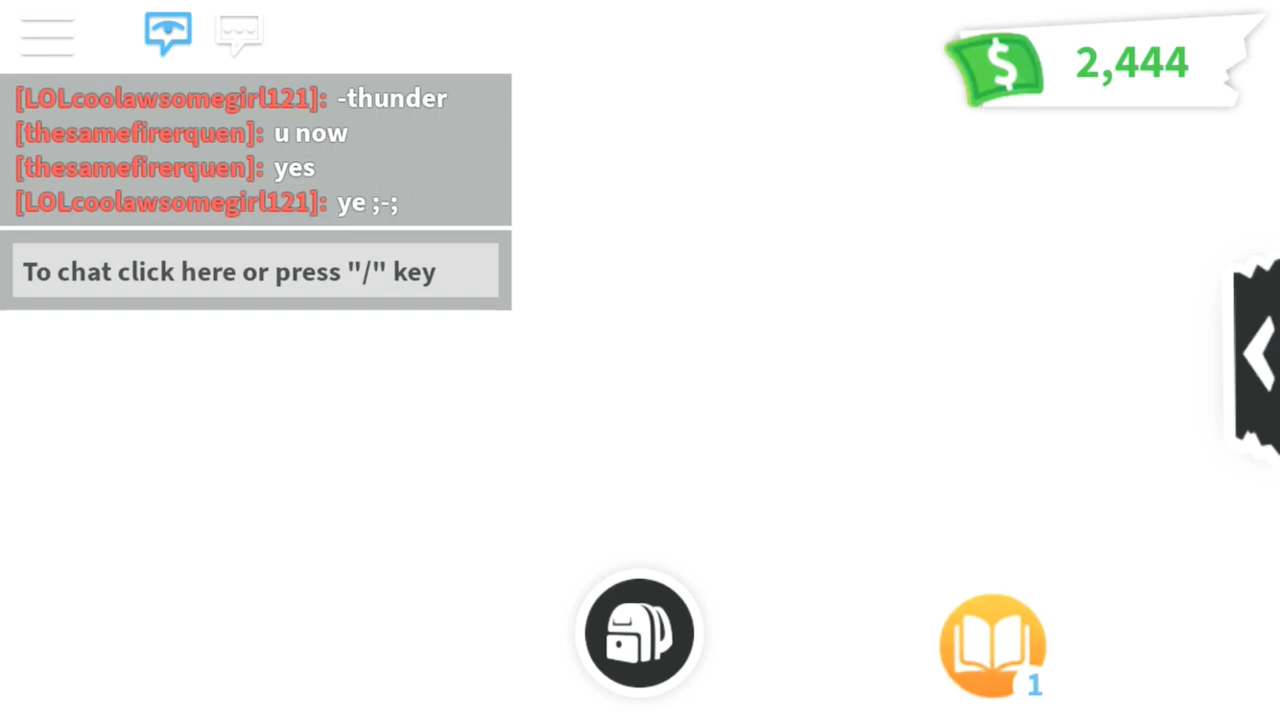 2,444
[LOLcoolawsomegirl121]: -thunder
[thesamefirerquen]: u now
[thesamefirerquen]: yes
[LOLcoolawsomegirl121]: ye ;-;
To chat click here or press "/" key
1